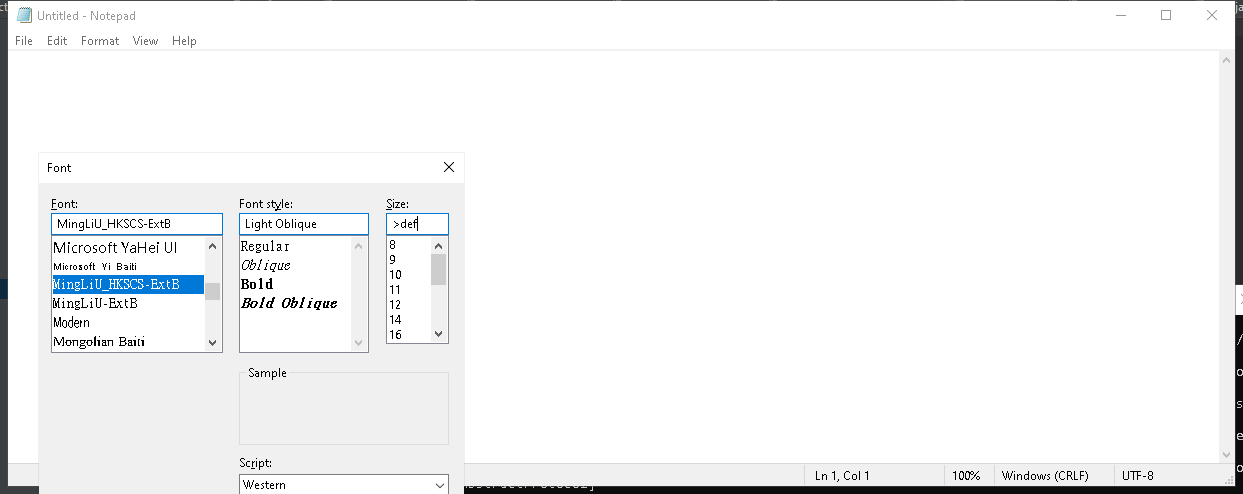 Untitled - Notepad
File Edit Format View Help
Font
Font: Font style: Size:
MingLiU_HKSCS-ExtB Light Oblique >def
Microsoft YaHei UI Regular 8
Microsoft Yi Baiti Oblique 9
MingLiU_HKSCS-ExtB Bold 10
MingLiU-ExtB Bold Oblique 11
Modern 12
Mongolian Baiti 14
16
Sample
Script:
Western
Ln 1, Col 1 100% Windows (CRLF) UTF-8